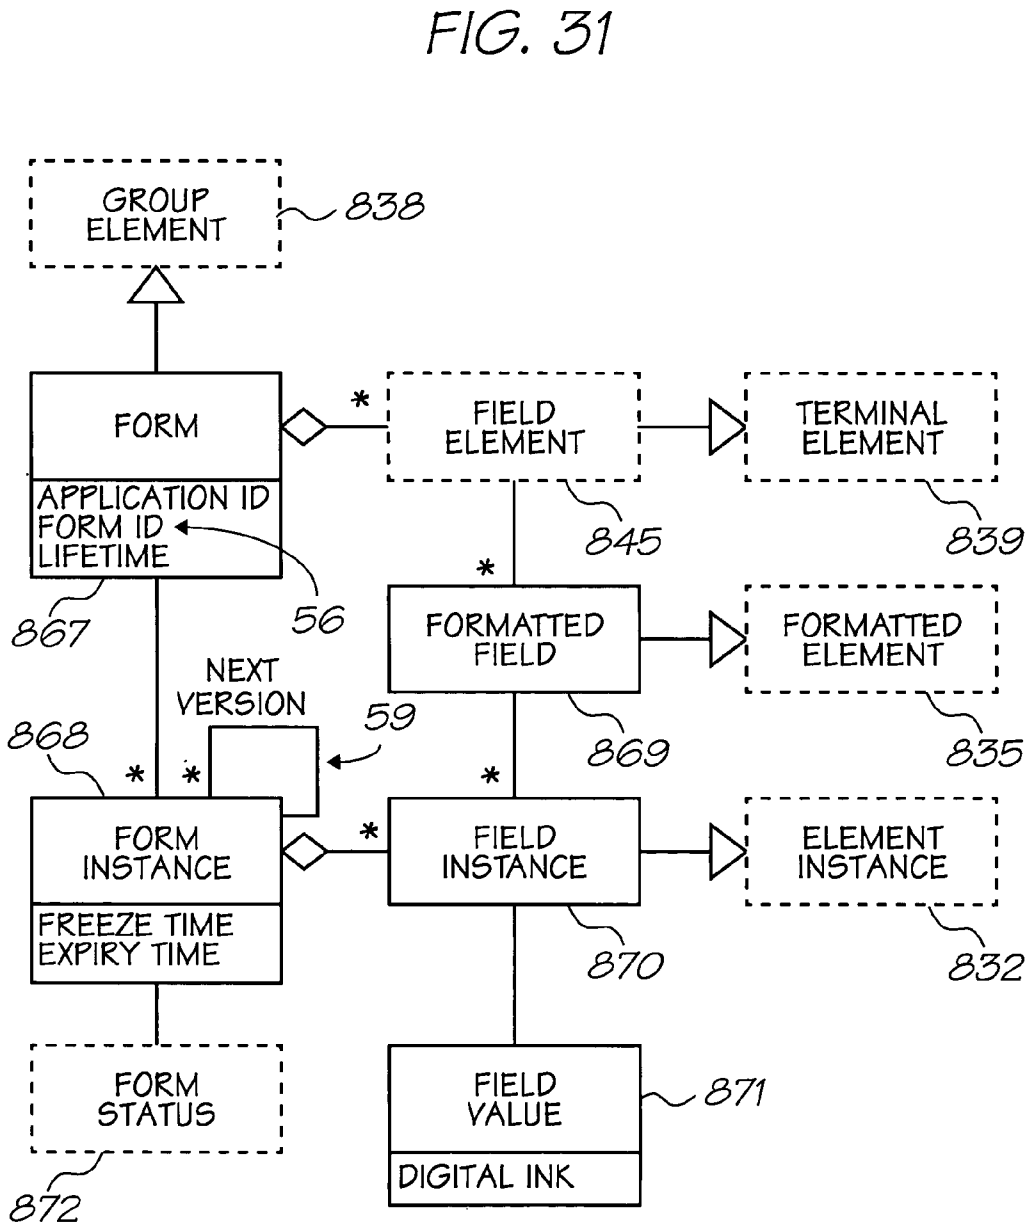 FIG. 31
GROUP
ELEMENT
838
FORM
*
FIELD
ELEMENT
TERMINAL
ELEMENT
APPLICATION ID
FORM ID
LIFETIME
845
839
867
56
*
FORMATTED
FIELD
FORMATTED
ELEMENT
NEXT
VERSION
59
868
869
835
*
*
*
FORM
INSTANCE
*
FIELD
INSTANCE
ELEMENT
INSTANCE
FREEZE TIME
EXPIRY TIME
870
832
FORM
STATUS
FIELD
VALUE
871
872
DIGITAL INK